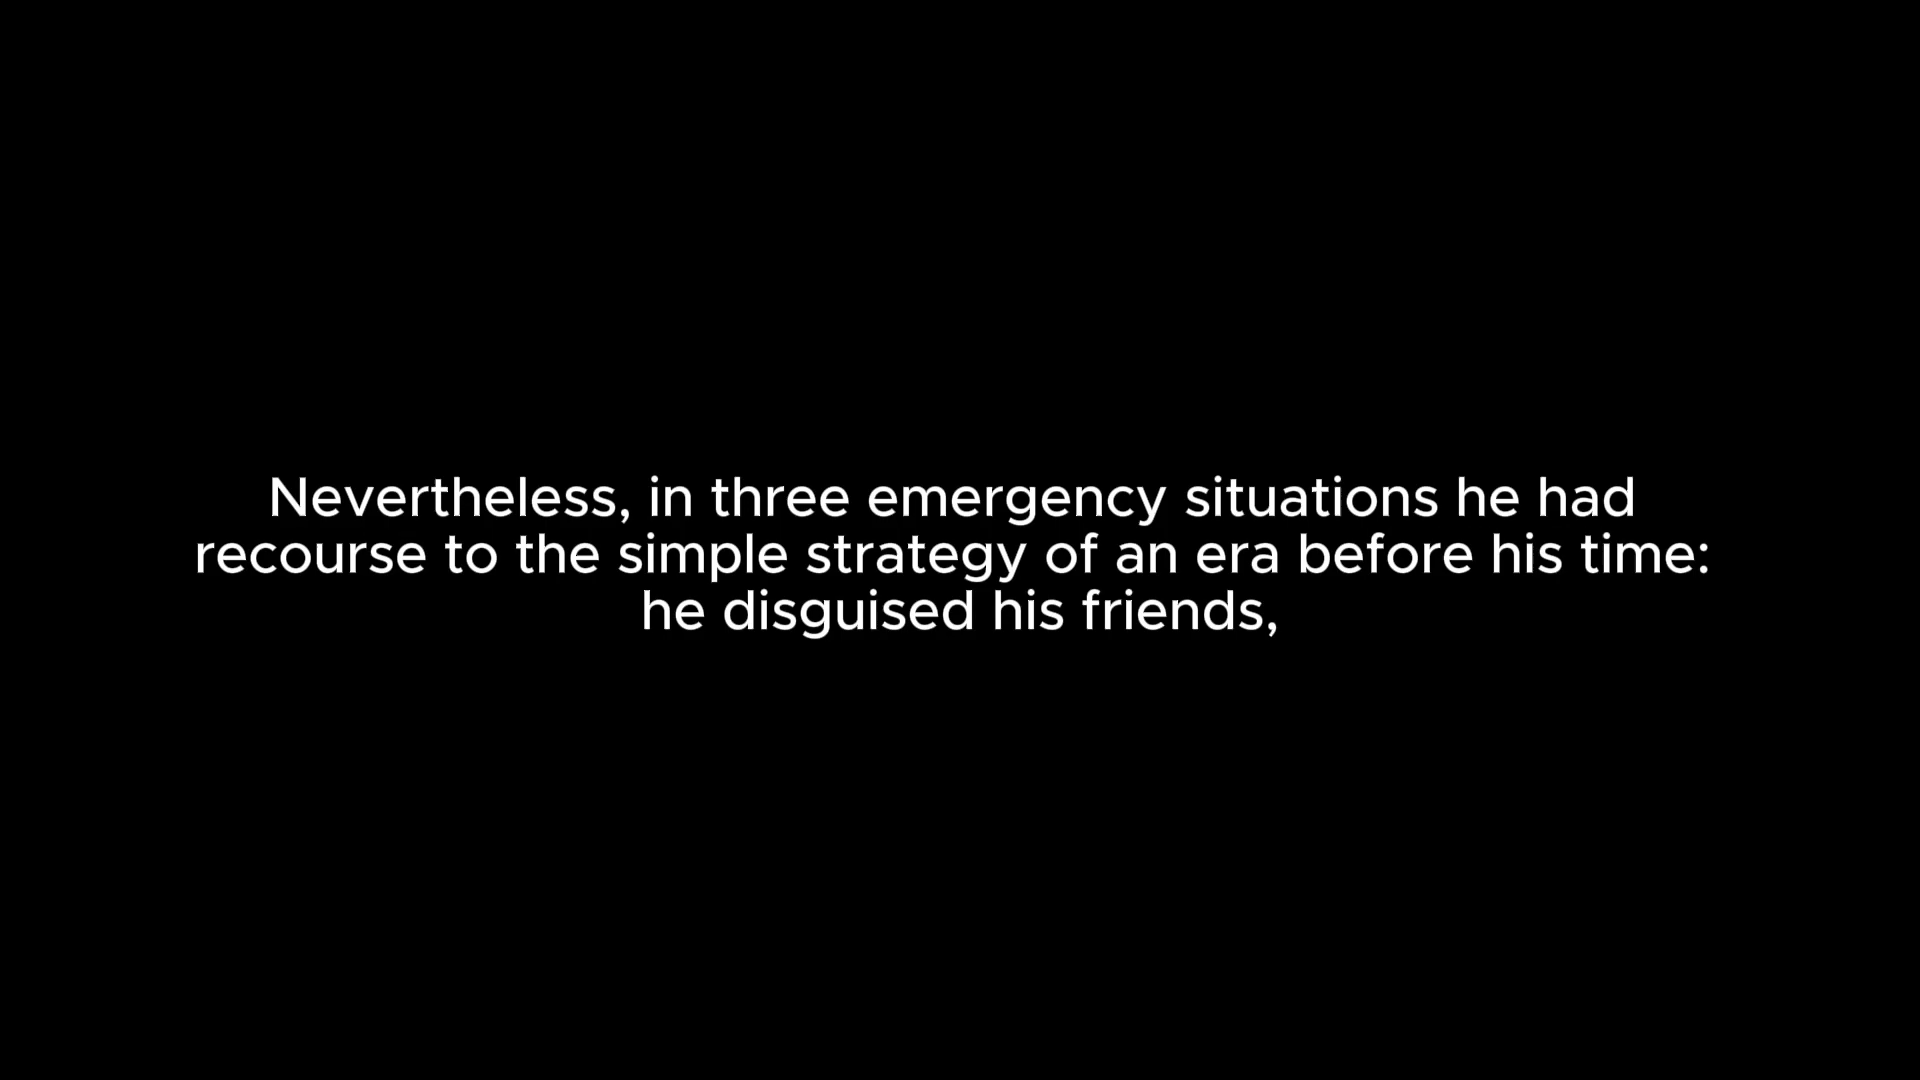 Nevertheless, in three emergency situations he had
recourse to the simple strategy of an era before his time:
he disguised his friends,